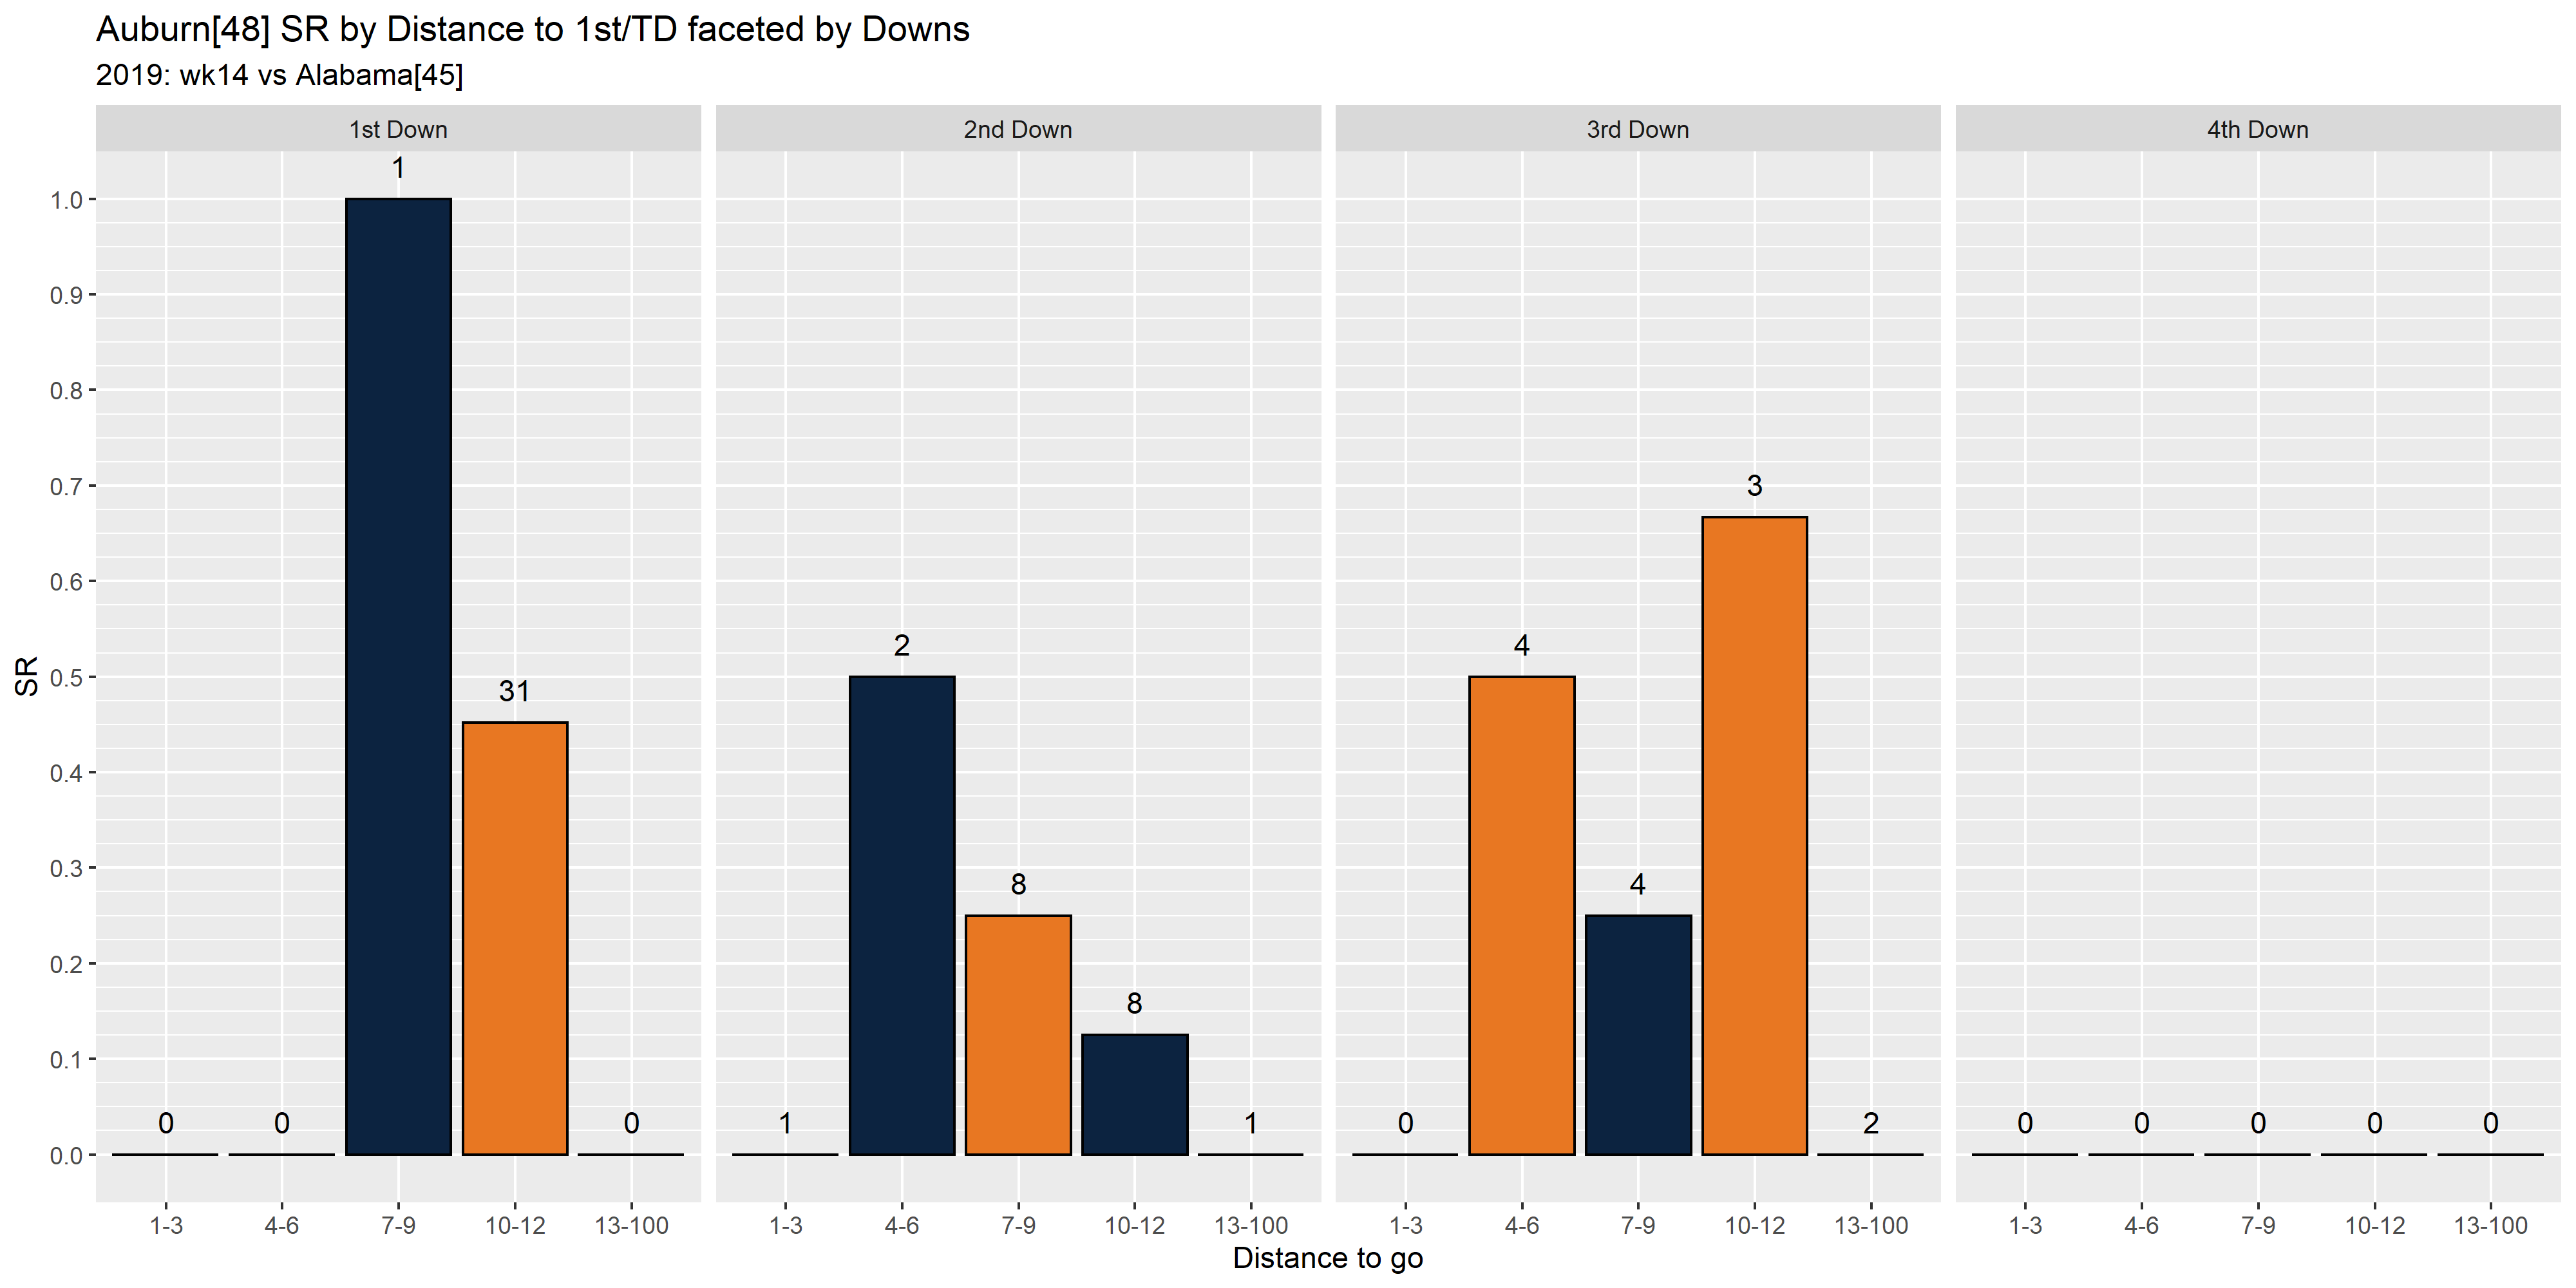 Auburn[48] SR by Distance to 1st/TD faceted by Downs
2019: wk14 vs Alabama[45]
1st Down 2nd Down 3rd Down 4th Down
SR
1.0
0.9
0.8
0.7
0.6
0.5
0.4
0.3
0.2
0.1
0.0
0 0 1 31 0
1 2 8 8 1
0 4 4 3 2
0 0 0 0 0
1-3 4-6 7-9 10-12 13-100 1-3 4-6 7-9 10-12 13-100 1-3 4-6 7-9 10-12 13-100 1-3 4-6 7-9 10-12 13-100
Distance to go